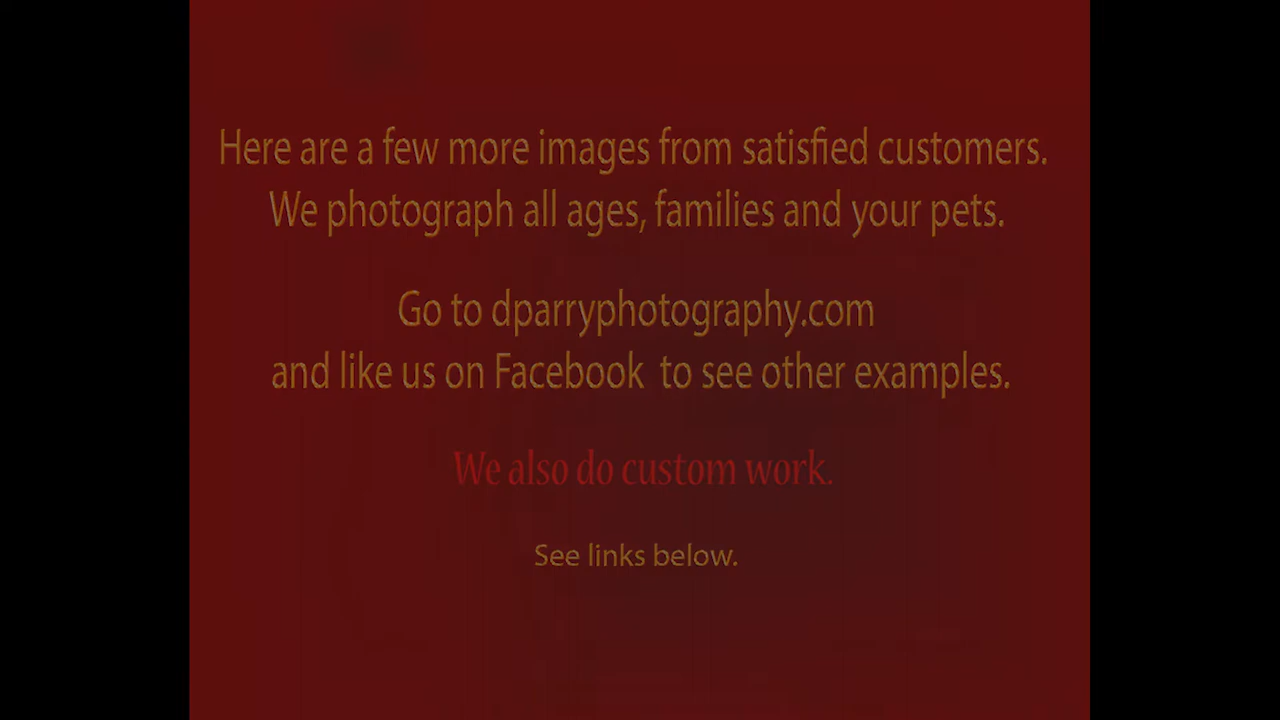 Here are a few more images from satisfied customers.
We photograph all ages, families and your pets.
Go to dparryphotography.com
and like us on Facebook to see other examples.
We also do custom work.
See links below.